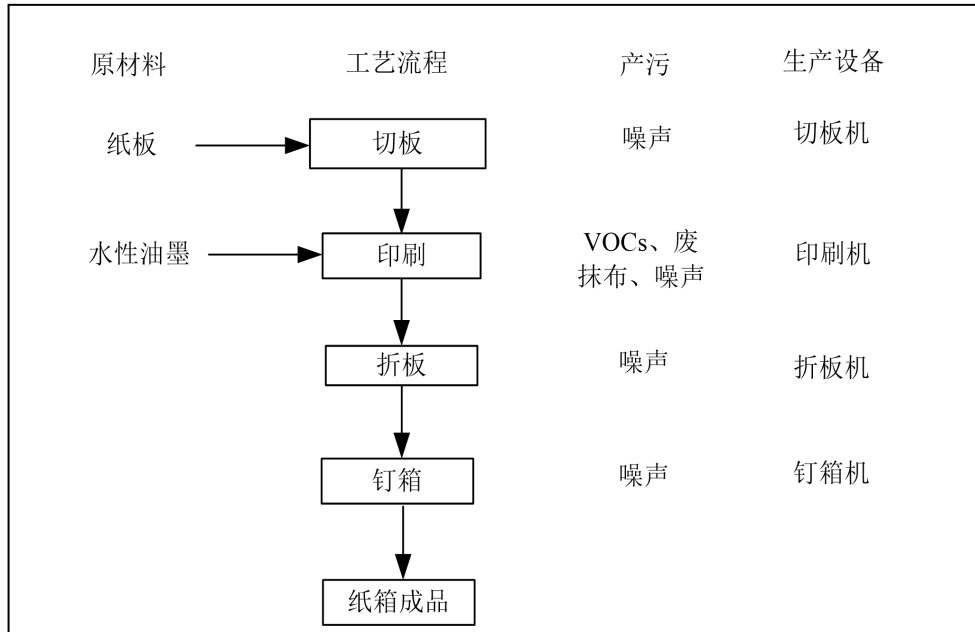 原材料 工艺流程 产污 生产设备
纸板 切板 噪声 切板机
水性油墨 印刷 VOCs、废 印刷机
抹布、噪声
折板 噪声 折板机
钉箱 噪声 钉箱机
纸箱成品